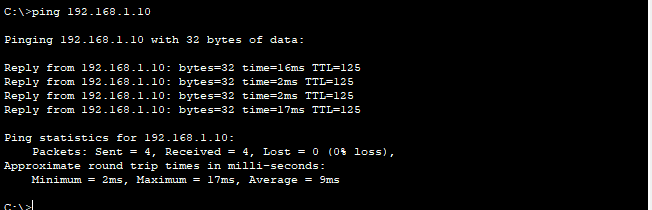 C:\>ping 192.168.1.10
Pinging 192.168.1.10 with 32 bytes of data:
Reply from 192.168.1.10: bytes=32 time=16ms TTL=125
Reply from 192.168.1.10: bytes=32 time=2ms TTL=125
Reply from 192.168.1.10: bytes=32 time=2ms TTL=125
Reply from 192.168.1.10: bytes=32 time=17ms TTL=125
Ping statistics for 192.168.1.10:
Packets: Sent = 4, Received = 4, Lost = 0 (0% loss),
Approximate round trip times in milli-seconds:
Minimum = 2ms, Maximum = 17ms, Average = 9ms
C:\>